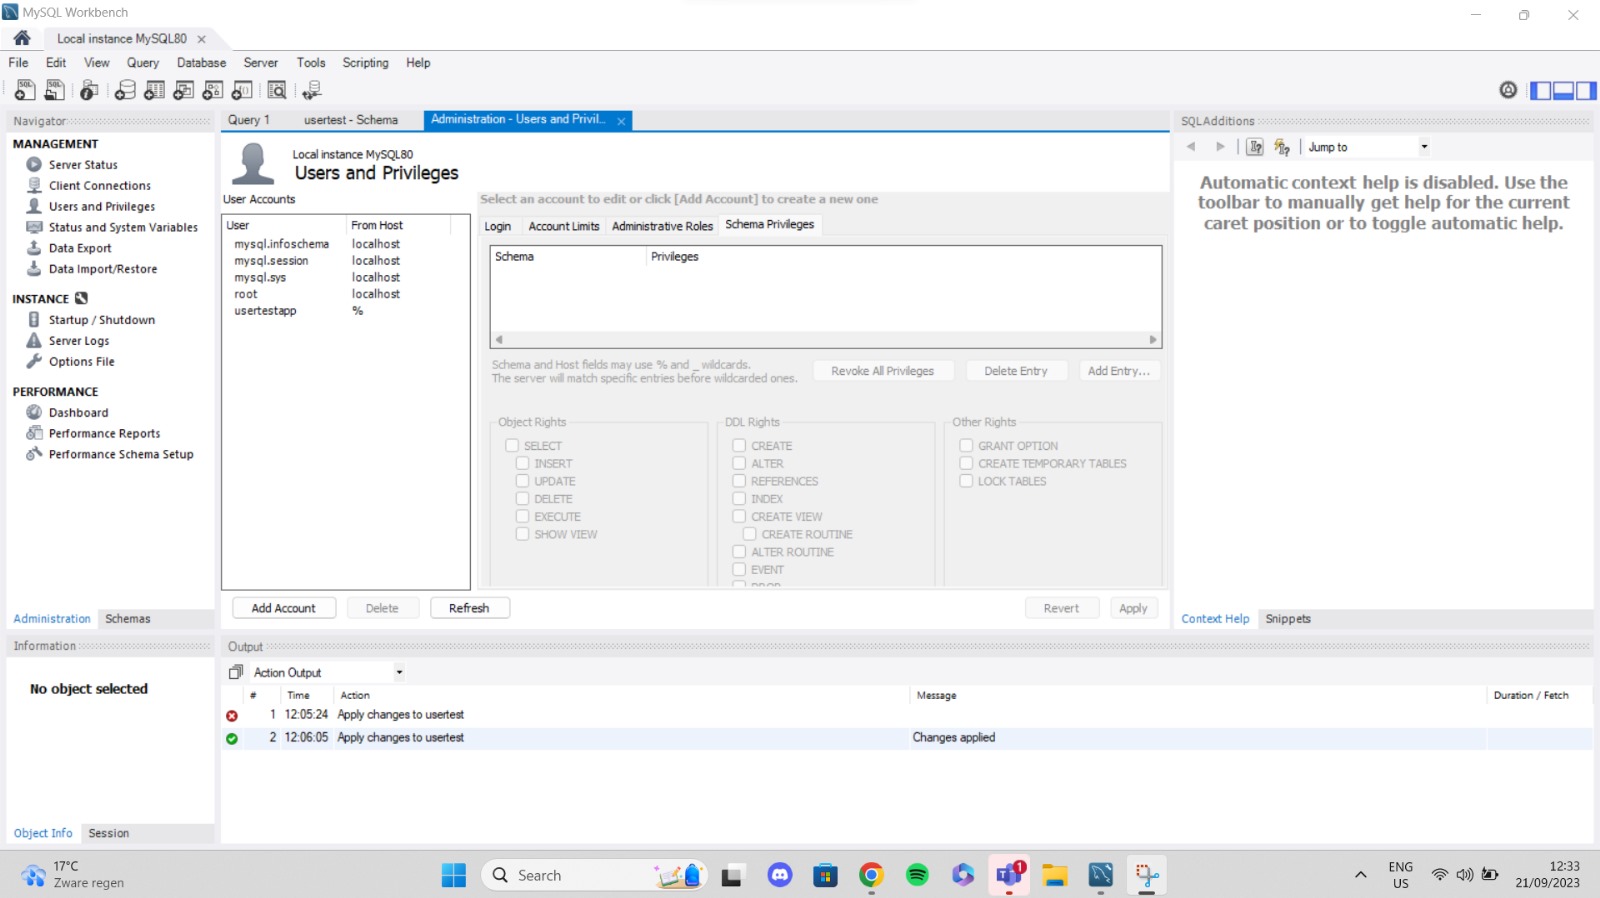 MySQL Workbench
Local instance MySQL80
File Edit View Query Database Server Tools Scripting Help
Navigator
MANAGEMENT
Server Status
Client Connections
Users and Privileges
Status and System Variables
Data Export
Data Import/Restore
INSTANCE
Startup / Shutdown
Server Logs
Options File
PERFORMANCE
Dashboard
Performance Reports
Performance Schema Setup
Administration Schemas
Query 1 usertest - Schema Administration - Users and Privil..
Local instance MySQL80
Users and Privileges
User Accounts
User From Host
mysql.infoschema localhost
mysql.session localhost
mysql.sys localhost
root localhost
usertestapp %
Add Account Delete Refresh
Select an account to edit or click [Add Account] to create a new one
Login Account Limits Administrative Roles Schema Privileges
Schema Privileges
Schema and Host fields may use % and _ wildcards.
The server will match specific entries before wildcarded ones.
Revoke All Privileges Delete Entry Add Entry...
Object Rights
SELECT
INSERT
UPDATE
DELETE
EXECUTE
SHOW VIEW
DDL Rights
CREATE
ALTER
REFERENCES
INDEX
CREATE VIEW
CREATE ROUTINE
ALTER ROUTINE
EVENT
Other Rights
GRANT OPTION
CREATE TEMPORARY TABLES
LOCK TABLES
Revert Apply
SQLAdditions
Jump to
Automatic context help is disabled. Use the
toolbar to manually get help for the current
caret position or to toggle automatic help.
Context Help Snippets
Information
No object selected
Object Info Session
Output
Action Output
# Time Action Message Duration / Fetch
1 12:05:24 Apply changes to usertest
2 12:06:05 Apply changes to usertest Changes applied
17°C
Zware regen
Search
1
ENG
US
12:33
21/09/2023